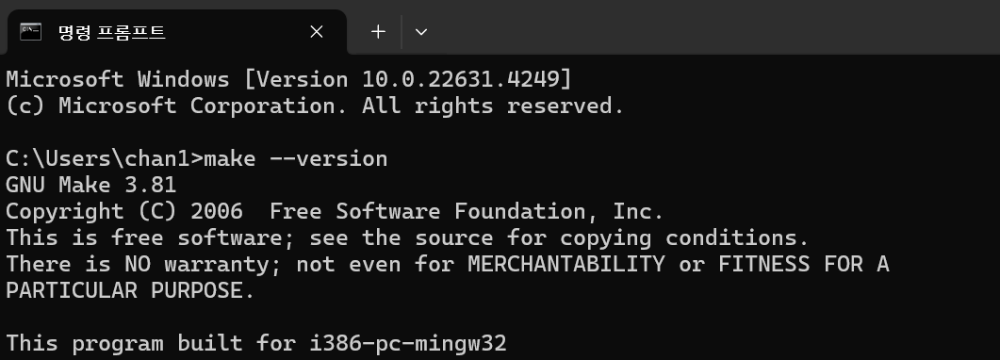 명령 프롬프트
Microsoft Windows [Version 10.0.22631.4249]
(c) Microsoft Corporation. All rights reserved.
C:\Users\chan1>make --version
GNU Make 3.81
Copyright (C) 2006  Free Software Foundation, Inc.
This is free software; see the source for copying conditions.
There is NO warranty; not even for MERCHANTABILITY or FITNESS FOR A
PARTICULAR PURPOSE.
This program built for i386-pc-mingw32